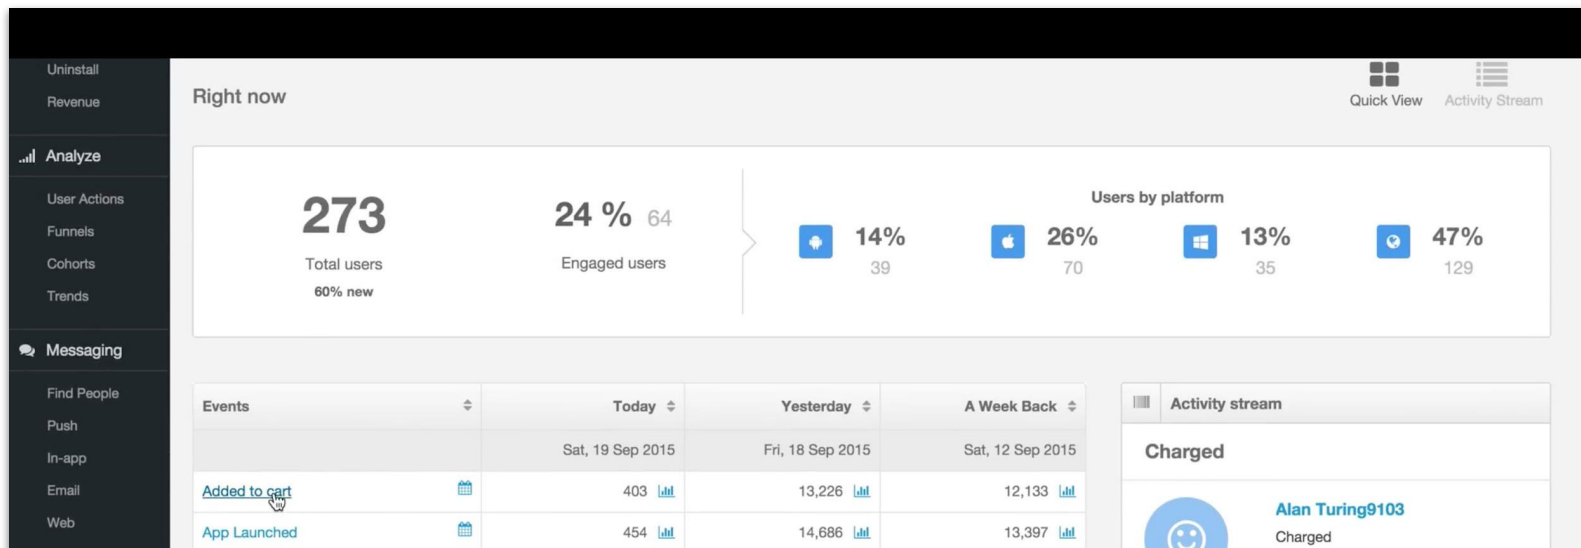 Uninstall
Revenue
Analyze
User Actions
Funnels
Cohorts
Trends
Messaging
Find People
Push
In-app
Email
Web
Right now
Quick View
Activity Stream
273
Total users
60% new
24 % 64
Engaged users
Users by platform
14% 26% 13% 47%
39 70 35 129
Events Today Yesterday A Week Back
Sat, 19 Sep 2015 Fri, 18 Sep 2015 Sat, 12 Sep 2015
Added to cart 403 13,226 12,133
App Launched 454 14,686 13,397
Activity stream
Charged
Alan Turing9103
Charged